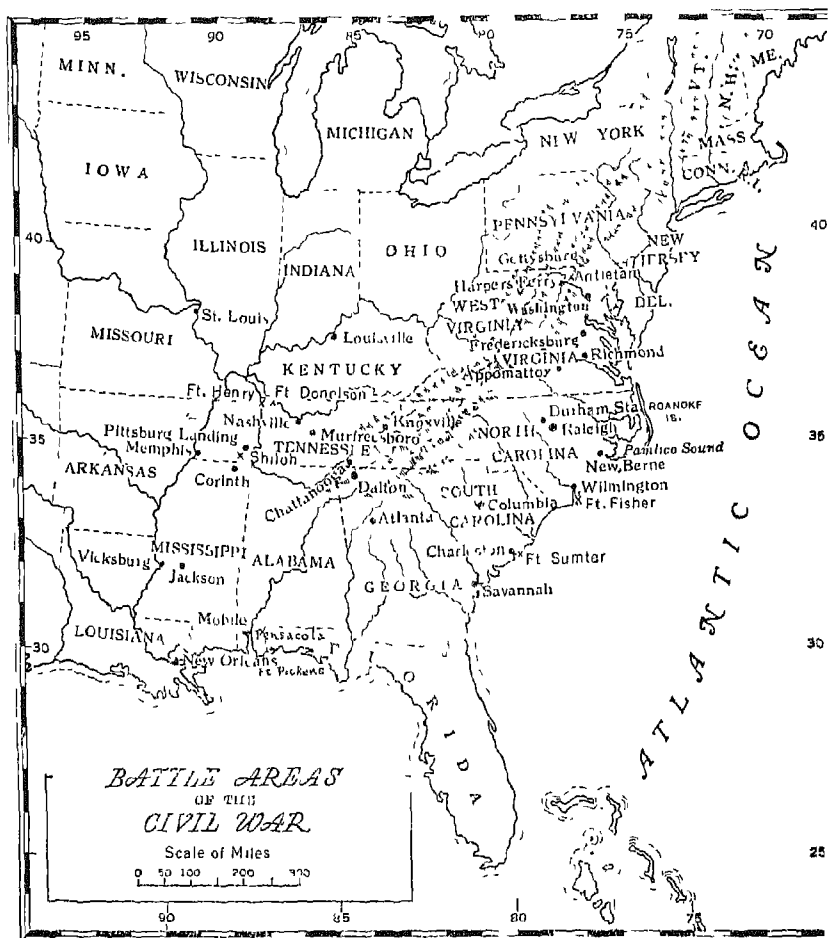 95 90 85 80 75 70
MINN.
WISCONSIN
MICHIGAN
NEW YORK
VT.
N.H.
ME.
MASS
CONN.
R.I.
IOWA
ILLINOIS
INDIANA
OHIO
PENNSYLVANIA
NEW
JERSEY
40
40
Gettysburg
Harpers Ferry
Antietam
WEST
VIRGINIA
Washington
DEL.
St. Louis
MISSOURI
Louisville
KENTUCKY
Fredericksburg
VIRGINIA
Richmond
Appomattox
Ft. Henry
Ft Donelson
Nashville
Knoxville
Durham Sta.
ROANOKE
IS.
35
35
Pittsburg Landing
Murfreesboro
Raleigh
NORTH
CAROLINA
Memphis
Shiloh
TENNESSEE
Pamlico Sound
New Berne
ARKANSAS
Corinth
Chattanooga
Dalton
SOUTH
CAROLINA
Columbia
Wilmington
Ft. Fisher
Atlanta
Vicksburg
MISSISSIPPI
Jackson
ALABAMA
GEORGIA
Charleston
Ft Sumter
Savannah
LOUISIANA
Mobile
Pensacola
30
30
New Orleans
Ft Pickens
ORIDA
ATLANTIC OCEAN
BATTLE AREAS
OF THE
CIVIL WAR
Scale of Miles
0 50 100 200 300
25
90 85 80 75